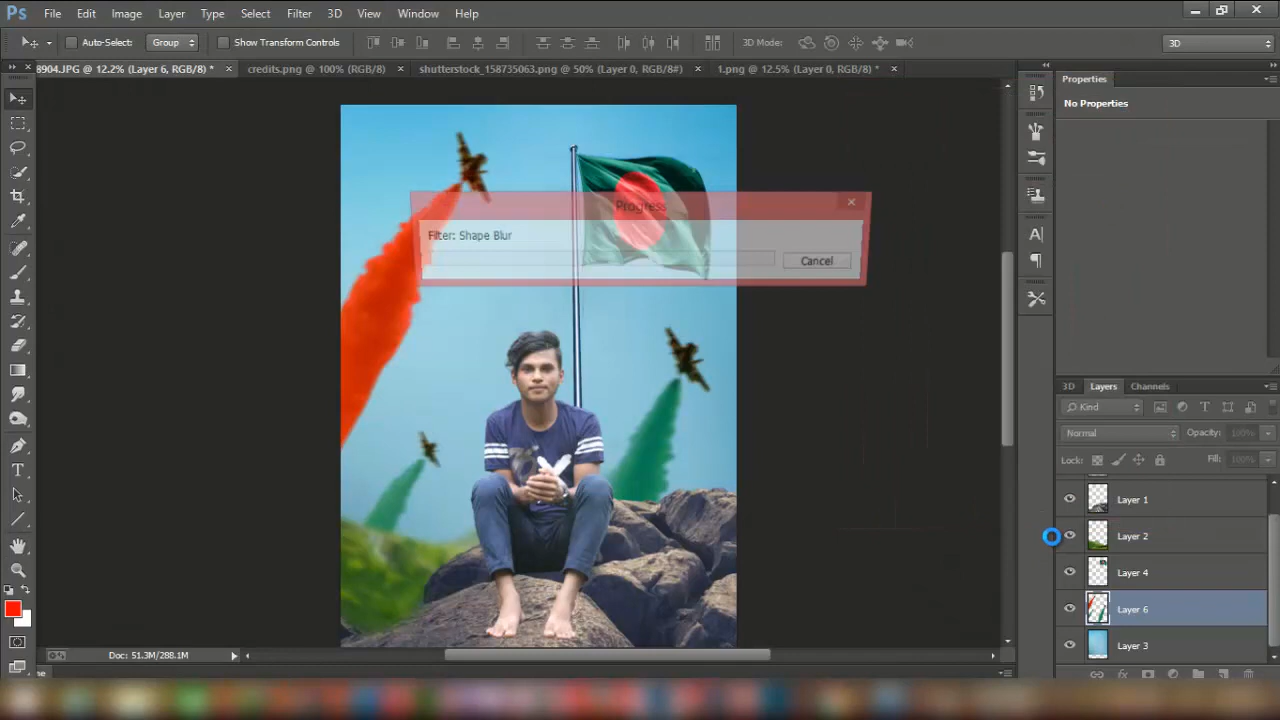 Ps File Edit Image Layer Type Select Filter 3D View Window Help
Auto-Select: Group Show Transform Controls 3D Mode: 3D
8904.JPG @ 12.2% (Layer 6, RGB/8) * credits.png @ 100% (RGB/8) shutterstock_158735063.png @ 50% (Layer 0, RGB/8#) 1.png @ 12.5% (Layer 0, RGB/8) *
Properties
No Properties
Progress
Filter: Shape Blur
Cancel
3D Layers Channels
Kind
Normal Opacity: 100%
Lock: Fill: 100%
Layer 1
Layer 2
Layer 4
Layer 6
Layer 3
Doc: 51.3M/288.1M